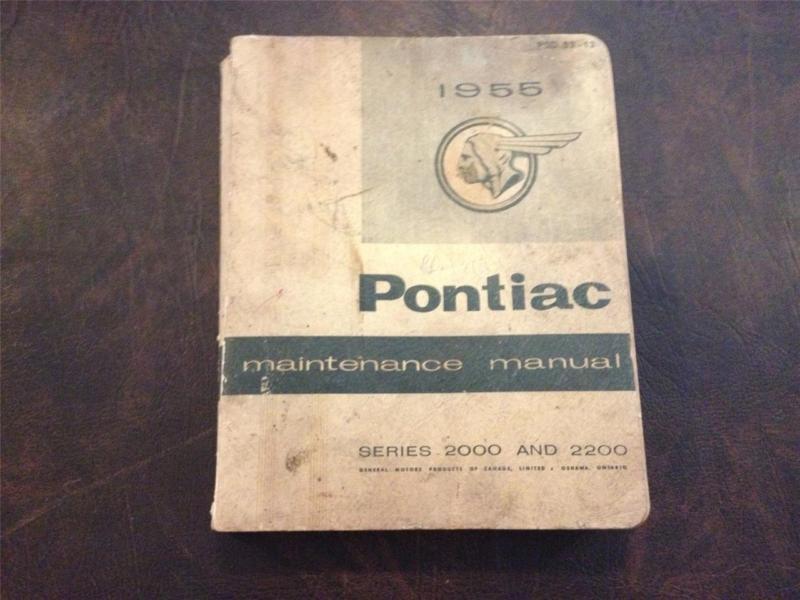 1955
Pontiac
maintenance manual
SERIES 2000 AND 2200
GENERAL MOTORS PRODUCTS OF CANADA, LIMITED • OSHAWA, ONTARIO